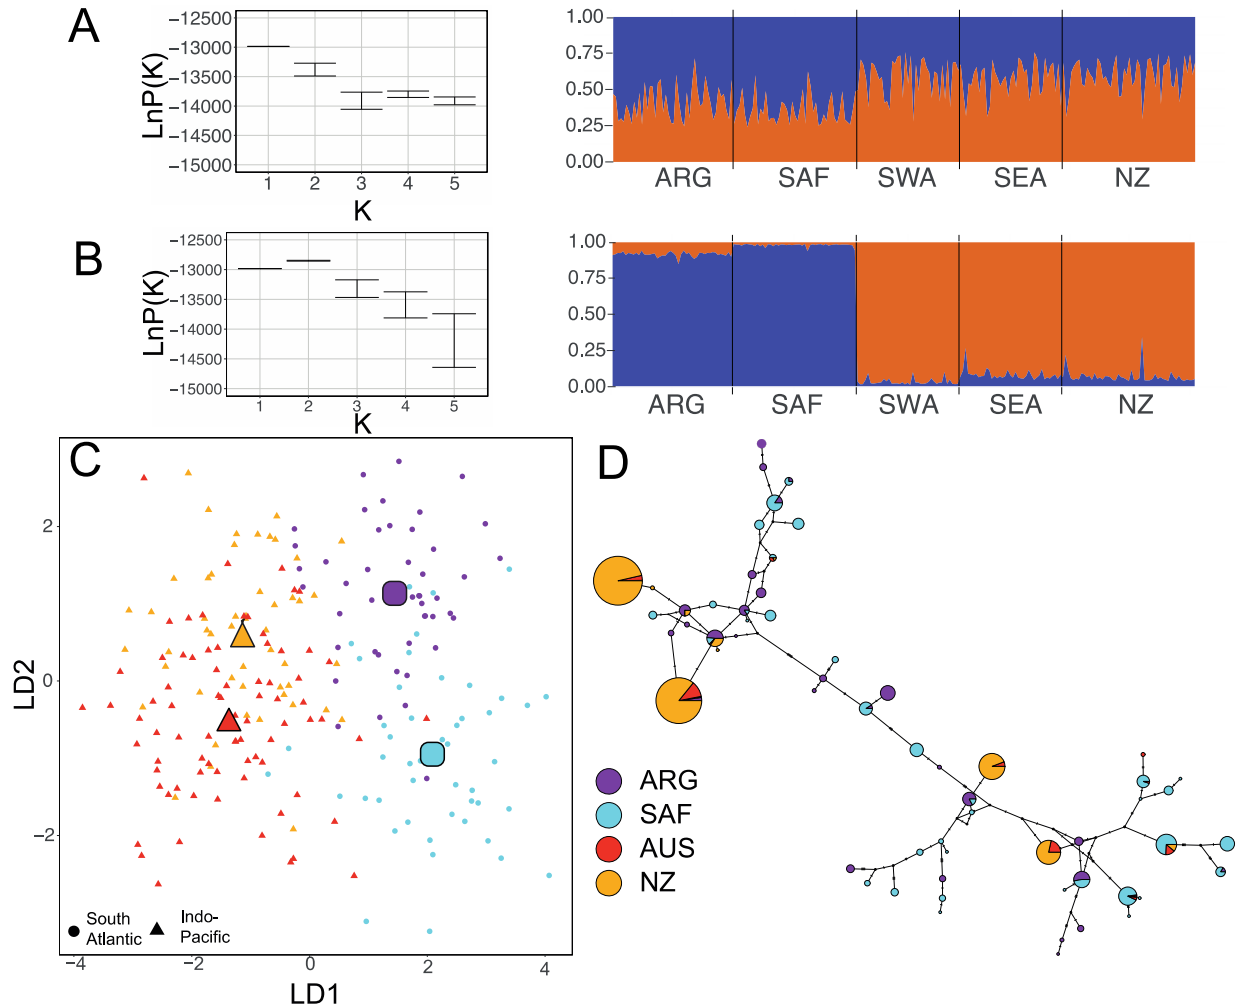 A
LnP(K)
−12500
−13000
−13500
−14000
−14500
−15000
1 2 3 4 5
K
1.00
0.75
0.50
0.25
0.00
ARG SAF SWA SEA NZ
B
LnP(K)
−12500
−13000
−13500
−14000
−14500
−15000
1 2 3 4 5
K
1.00
0.75
0.50
0.25
0.00
ARG SAF SWA SEA NZ
C
LD2
2
0
−2
South
Atlantic
Indo-
Pacific
−4 −2 0 2 4
LD1
D
ARG
SAF
AUS
NZ